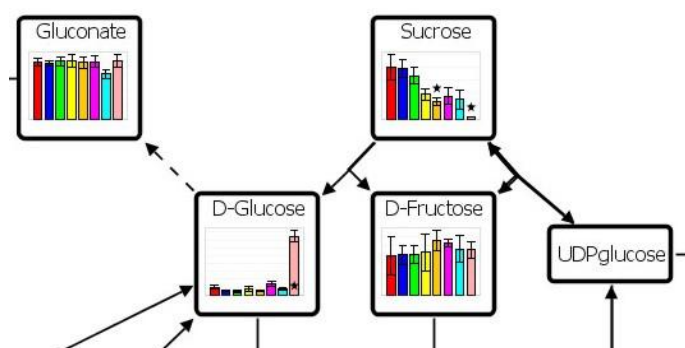 Gluconate
Sucrose
D-Glucose
D-Fructose
UDPglucose